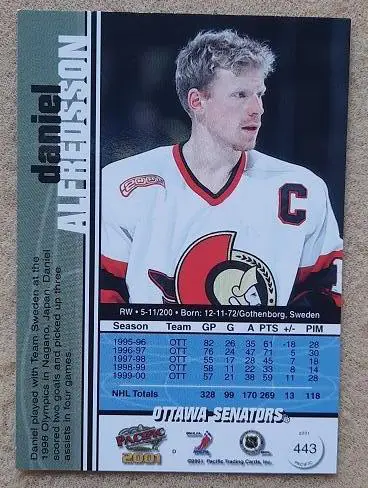 daniel
ALFREDSSON
Daniel played with Team Sweden at the
1998 Olympics in Nagano, Japan. Daniel
scored two goals and picked up three
assists in four games.
C
RW • 5-11/200 • Born: 12-11-72/Gothenborg, Sweden
Season Team GP G A PTS +/- PIM
1995-96 OTT 82 26 35 61 -18 28
1996-97 OTT 76 24 47 71 5 30
1997-98 OTT 55 17 28 45 7 18
1998-99 OTT 58 11 22 33 8 14
1999-00 OTT 57 21 38 59 11 28
NHL Totals 328 99 170 269 13 118
OTTAWA SENATORS®
PACIFIC
2001
©2001, Pacific Trading Cards, Inc.
NHL
2001
443
PACIFIC